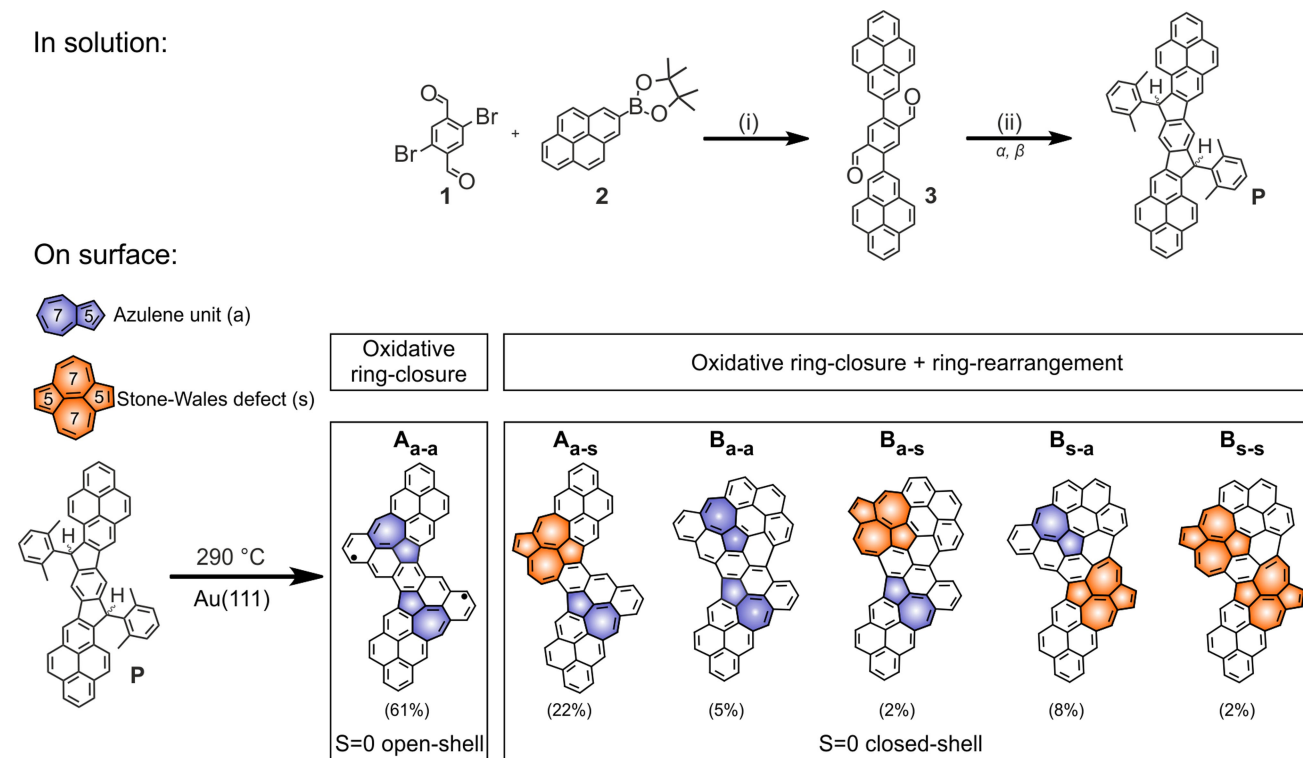 In solution:
O
Br
Br
O
1
+
O
B
O
2
(i)
O
O
3
(ii)
α, β
H
H
P
On surface:
7 5 Azulene unit (a)
7
5 5 Stone-Wales defect (s)
7
Oxidative
ring-closure
Oxidative ring-closure + ring-rearrangement
H
H
P
290 °C
Au(111)
Aa-a
Aa-s
Ba-a
Ba-s
Bs-a
Bs-s
(61%)
(22%)
(5%)
(2%)
(8%)
(2%)
S=0 open-shell
S=0 closed-shell